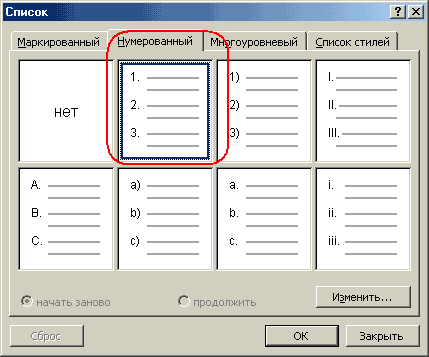 Список
Маркированный Нумерованный Многоуровневый Список стилей
нет
1.
2.
3.
1)
2)
3)
I.
II.
III.
A.
B.
C.
a)
b)
c)
a.
b.
c.
i.
ii.
iii.
начать заново продолжить Изменить...
Сброс ОК Закрыть